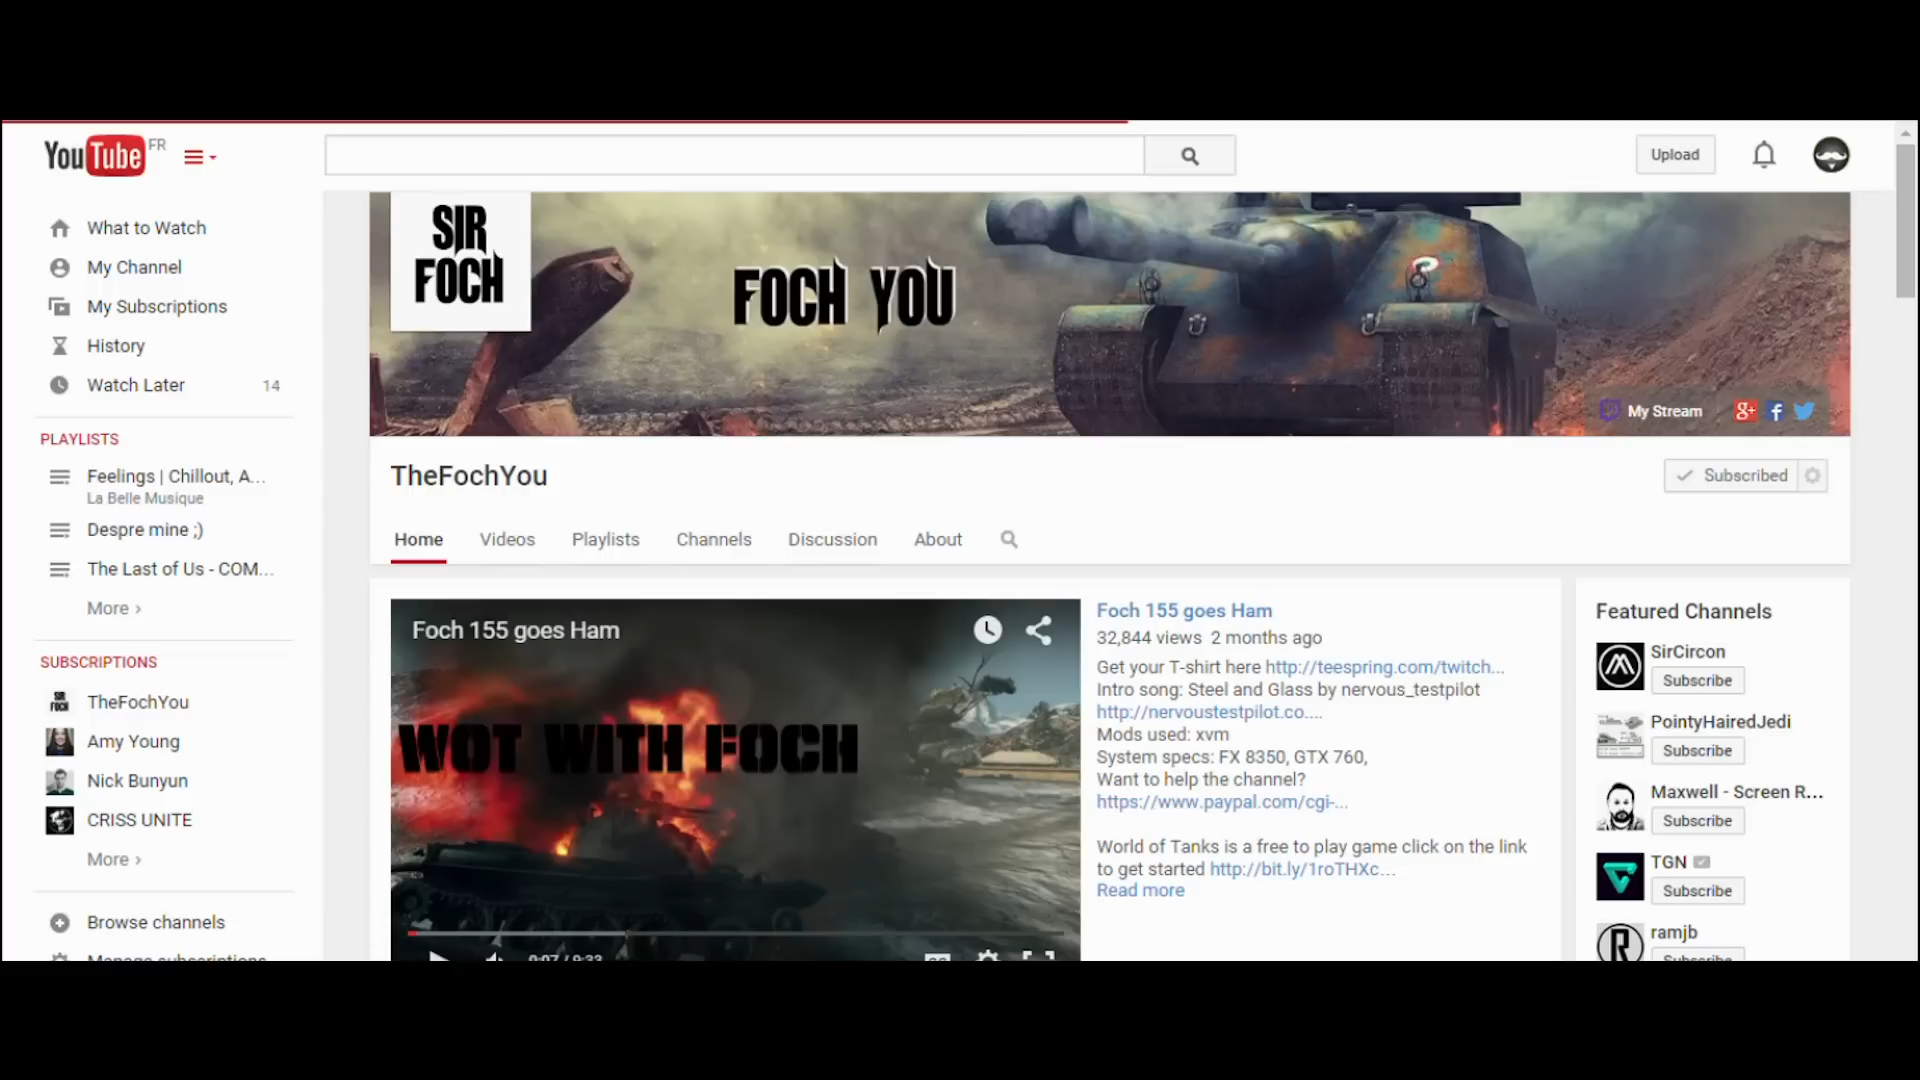 YouTube FR
Upload
What to Watch
My Channel
My Subscriptions
History
Watch Later 14
PLAYLISTS
Feelings | Chillout, A...
La Belle Musique
Despre mine ;)
The Last of Us - COM...
More ›
SUBSCRIPTIONS
TheFochYou
Amy Young
Nick Bunyun
CRISS UNITE
More ›
Browse channels
Manage subscriptions
SIR
FOCH
FOCH YOU
My Stream
TheFochYou
Subscribed
Home Videos Playlists Channels Discussion About
Foch 155 goes Ham
WOT WITH FOCH
0:07 / 9:33
Foch 155 goes Ham
32,844 views 2 months ago
Get your T-shirt here http://teespring.com/twitch...
Intro song: Steel and Glass by nervous_testpilot
http://nervoustestpilot.co....
Mods used: xvm
System specs: FX 8350, GTX 760,
Want to help the channel?
https://www.paypal.com/cgi-...
World of Tanks is a free to play game click on the link
to get started http://bit.ly/1roTHXc...
Read more
Featured Channels
SirCircon
Subscribe
PointyHairedJedi
Subscribe
Maxwell - Screen R...
Subscribe
TGN
Subscribe
ramjb
Subscribe